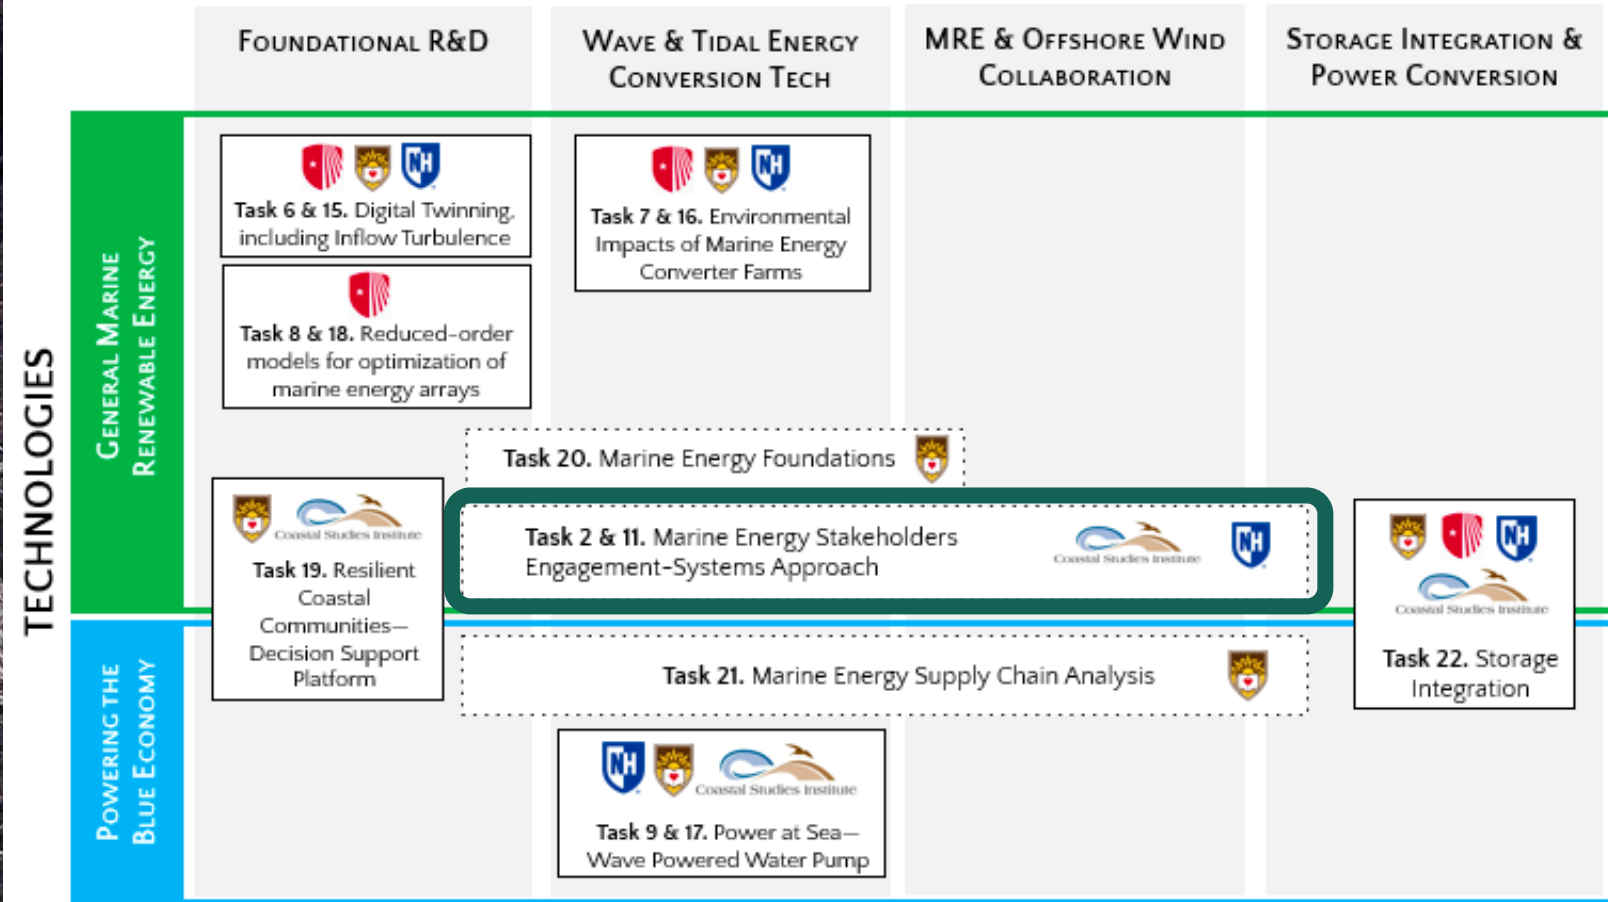 FOUNDATIONAL R&D
WAVE & TIDAL ENERGY
CONVERSION TECH
MRE & OFFSHORE WIND
COLLABORATION
STORAGE INTEGRATION &
POWER CONVERSION
TECHNOLOGIES
GENERAL MARINE
RENEWABLE ENERGY
NH
Task 6 & 15. Digital Twinning,
including Inflow Turbulence
NH
Task 7 & 16. Environmental
Impacts of Marine Energy
Converter Farms
Task 8 & 18. Reduced-order
models for optimization of
marine energy arrays
Task 20. Marine Energy Foundations
Coastal Studies Institute
Task 19. Resilient
Coastal
Communities—
Decision Support
Platform
Task 2 & 11. Marine Energy Stakeholders
Engagement-Systems Approach
Coastal Studies Institute
NH
NH
Coastal Studies Institute
Task 22. Storage
Integration
POWERING THE
BLUE ECONOMY
Task 21. Marine Energy Supply Chain Analysis
NH
Coastal Studies Institute
Task 9 & 17. Power at Sea—
Wave Powered Water Pump